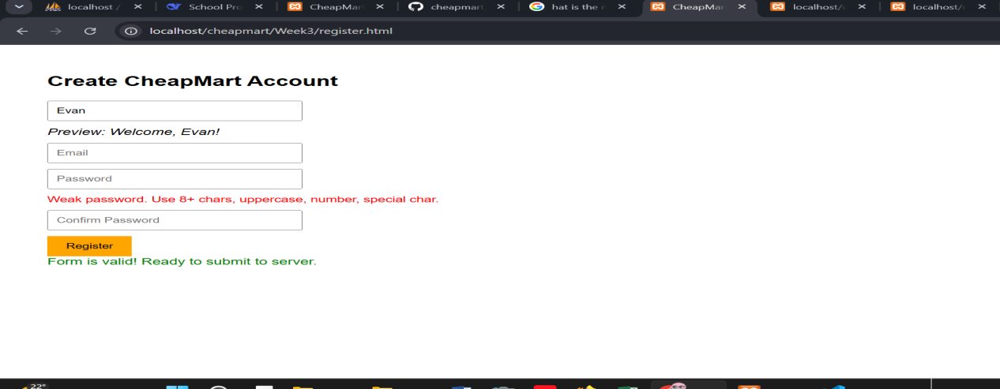 localhost /
School Pro
CheapMar
cheapmart
hat is the
CheapMar
localhost/
localhost/
localhost/cheapmart/Week3/register.html
Create CheapMart Account
Evan
Preview: Welcome, Evan!
Email
Password
Weak password. Use 8+ chars, uppercase, number, special char.
Confirm Password
Register
Form is valid! Ready to submit to server.
22°